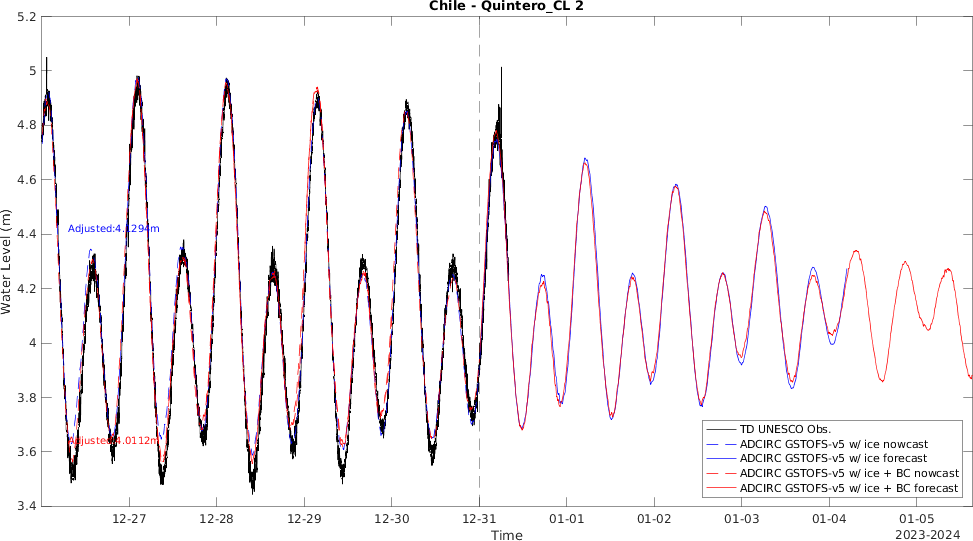 Chile - Quintero_CL 2
5.2
5
4.8
4.6
4.4
4.2
4
3.8
3.6
3.4
Water Level (m)
Adjusted:4.1294m
Adjusted:4.0112m
TD UNESCO Obs.
ADCIRC GSTOFS-v5 w/ ice nowcast
ADCIRC GSTOFS-v5 w/ ice forecast
ADCIRC GSTOFS-v5 w/ ice + BC nowcast
ADCIRC GSTOFS-v5 w/ ice + BC forecast
12-27 12-28 12-29 12-30 12-31 01-01 01-02 01-03 01-04 01-05
Time
2023-2024